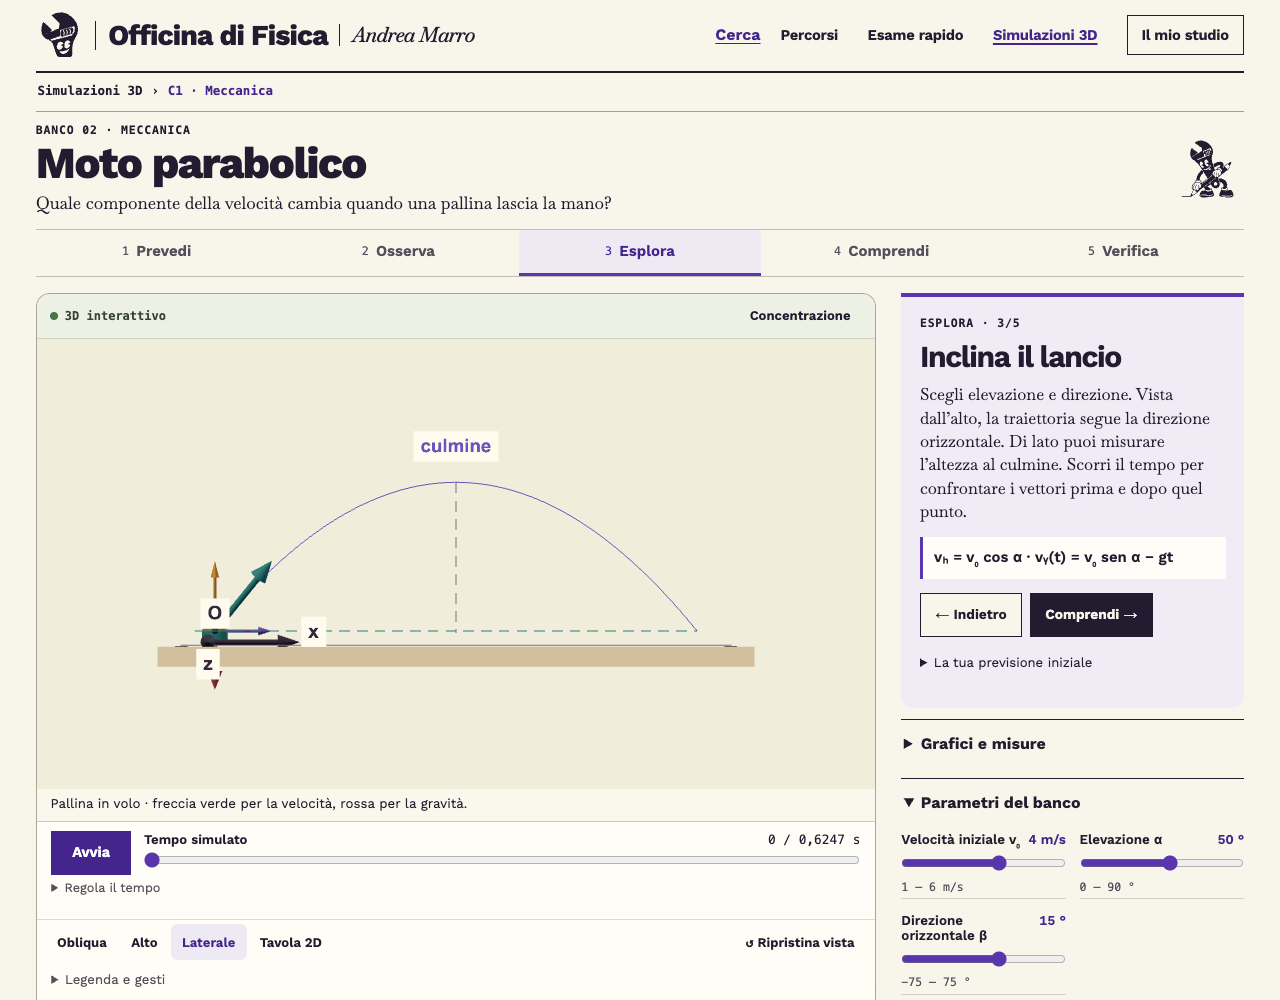 Officina di Fisica
Andrea Marro
Cerca
Percorsi
Esame rapido
Simulazioni 3D
Il mio studio
Simulazioni 3D › C1 · Meccanica
BANCO 02 · MECCANICA
Moto parabolico
Quale componente della velocità cambia quando una pallina lascia la mano?
1 Prevedi
2 Osserva
3 Esplora
4 Comprendi
5 Verifica
3D interattivo
Concentrazione
culmine
O
x
z
Pallina in volo · freccia verde per la velocità, rossa per la gravità.
Avvia
Tempo simulato
0 / 0,6247 s
▶ Regola il tempo
Obliqua
Alto
Laterale
Tavola 2D
↺ Ripristina vista
▶ Legenda e gesti
ESPLORA · 3/5
Inclina il lancio
Scegli elevazione e direzione. Vista
dall’alto, la traiettoria segue la direzione
orizzontale. Di lato puoi misurare
l’altezza al culmine. Scorri il tempo per
confrontare i vettori prima e dopo quel
punto.
vₕ = v₀ cos α · vᵧ(t) = v₀ sen α − gt
← Indietro
Comprendi →
▶ La tua previsione iniziale
▶ Grafici e misure
▼ Parametri del banco
Velocità iniziale v₀ 4 m/s
1 — 6 m/s
Elevazione α 50 °
0 — 90 °
Direzione
orizzontale β
15 °
−75 — 75 °